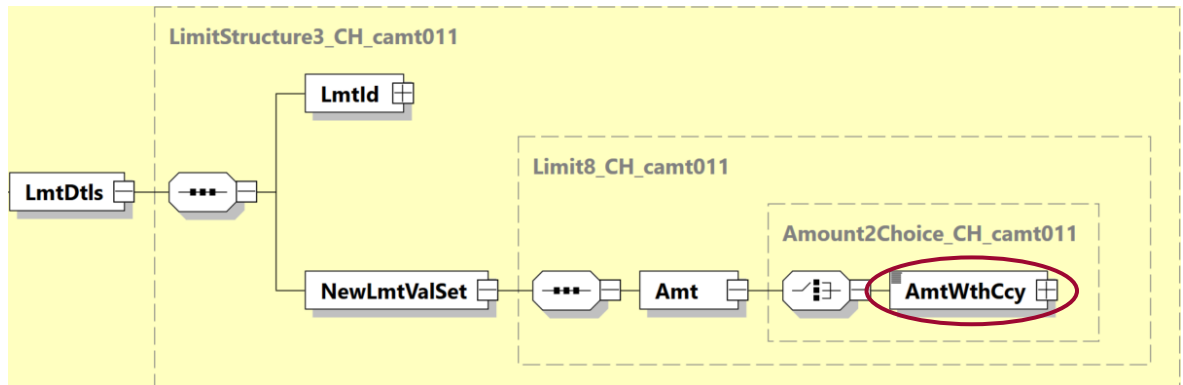 LimitStructure3_CH_camt011
LmtId
Limit8_CH_camt011
LmtDtls
Amount2Choice_CH_camt011
NewLmtValSet
Amt
AmtWthCcy